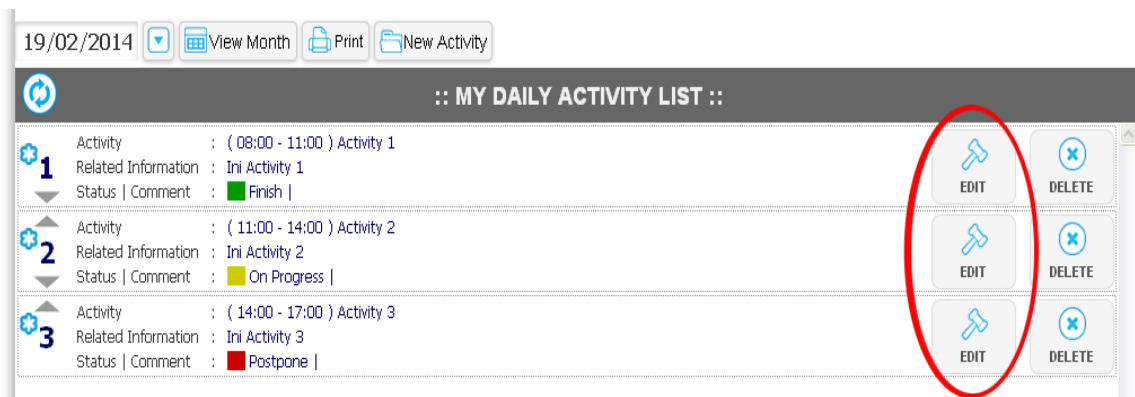 19/02/2014 View Month Print New Activity
:: MY DAILY ACTIVITY LIST ::
1
Activity : ( 08:00 - 11:00 ) Activity 1
Related Information : Ini Activity 1
Status | Comment : Finish |
EDIT DELETE
2
Activity : ( 11:00 - 14:00 ) Activity 2
Related Information : Ini Activity 2
Status | Comment : On Progress |
EDIT DELETE
3
Activity : ( 14:00 - 17:00 ) Activity 3
Related Information : Ini Activity 3
Status | Comment : Postpone |
EDIT DELETE